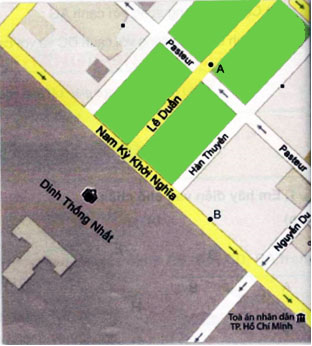 Pasteur
A
Lê Duẩn
Nam Kỳ Khởi Nghĩa
Hàn Thuyên
Pasteur
Dinh Thống Nhất
B
Nguyễn Du
Toà án nhân dân
TP. Hồ Chí Minh